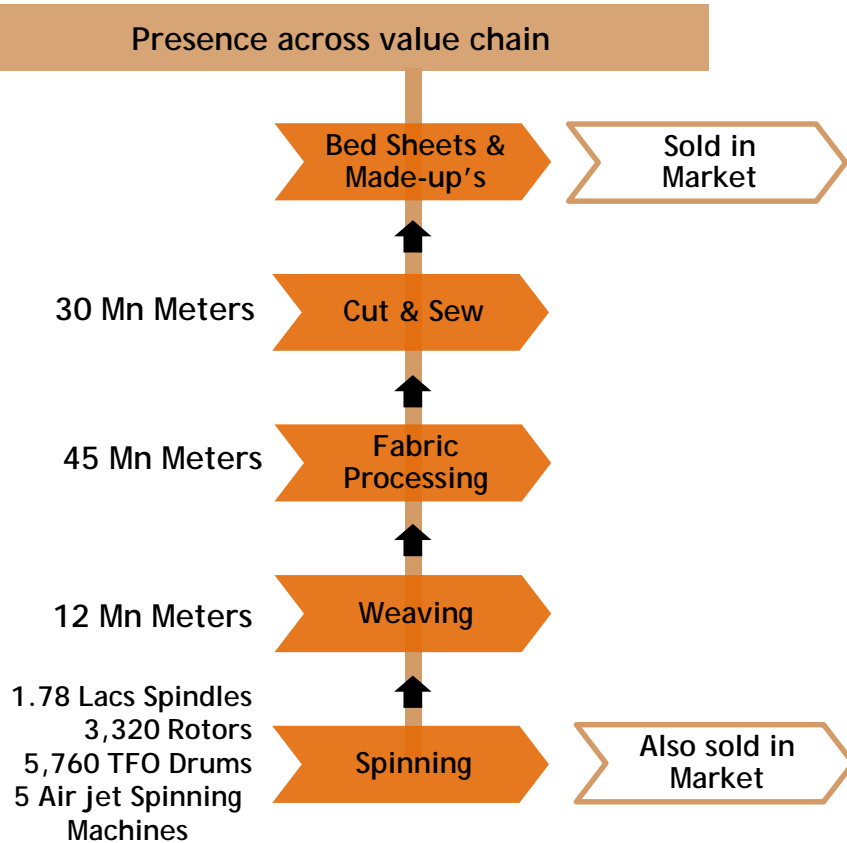 Presence across value chain
Bed Sheets &
Made-up's
Sold in
Market
30 Mn Meters
Cut & Sew
45 Mn Meters
Fabric
Processing
12 Mn Meters
Weaving
1.78 Lacs Spindles
3,320 Rotors
5,760 TFO Drums
5 Air jet Spinning
Machines
Spinning
Also sold in
Market